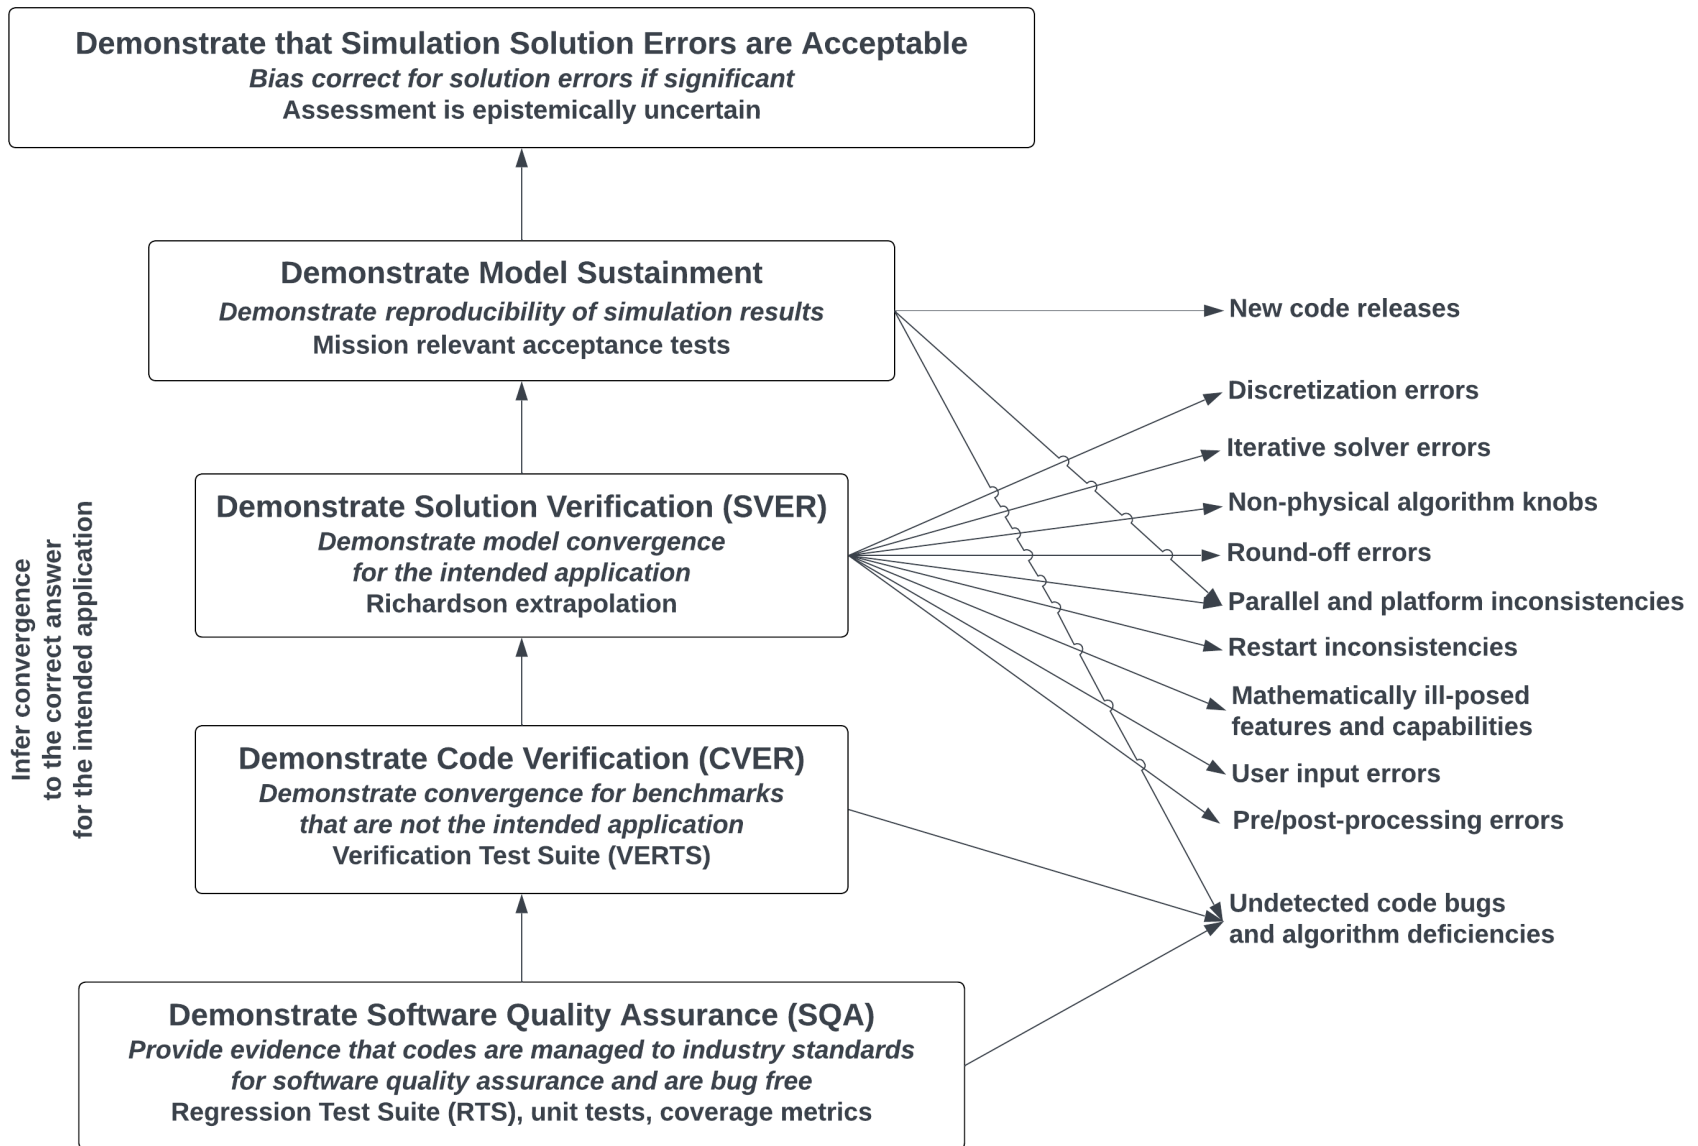 Demonstrate that Simulation Solution Errors are Acceptable
Bias correct for solution errors if significant
Assessment is epistemically uncertain
Demonstrate Model Sustainment
Demonstrate reproducibility of simulation results
Mission relevant acceptance tests
Demonstrate Solution Verification (SVER)
Demonstrate model convergence
for the intended application
Richardson extrapolation
Demonstrate Code Verification (CVER)
Demonstrate convergence for benchmarks
that are not the intended application
Verification Test Suite (VERTS)
Demonstrate Software Quality Assurance (SQA)
Provide evidence that codes are managed to industry standards
for software quality assurance and are bug free
Regression Test Suite (RTS), unit tests, coverage metrics
Infer convergence
to the correct answer
for the intended application
New code releases
Discretization errors
Iterative solver errors
Non-physical algorithm knobs
Round-off errors
Parallel and platform inconsistencies
Restart inconsistencies
Mathematically ill-posed
features and capabilities
User input errors
Pre/post-processing errors
Undetected code bugs
and algorithm deficiencies